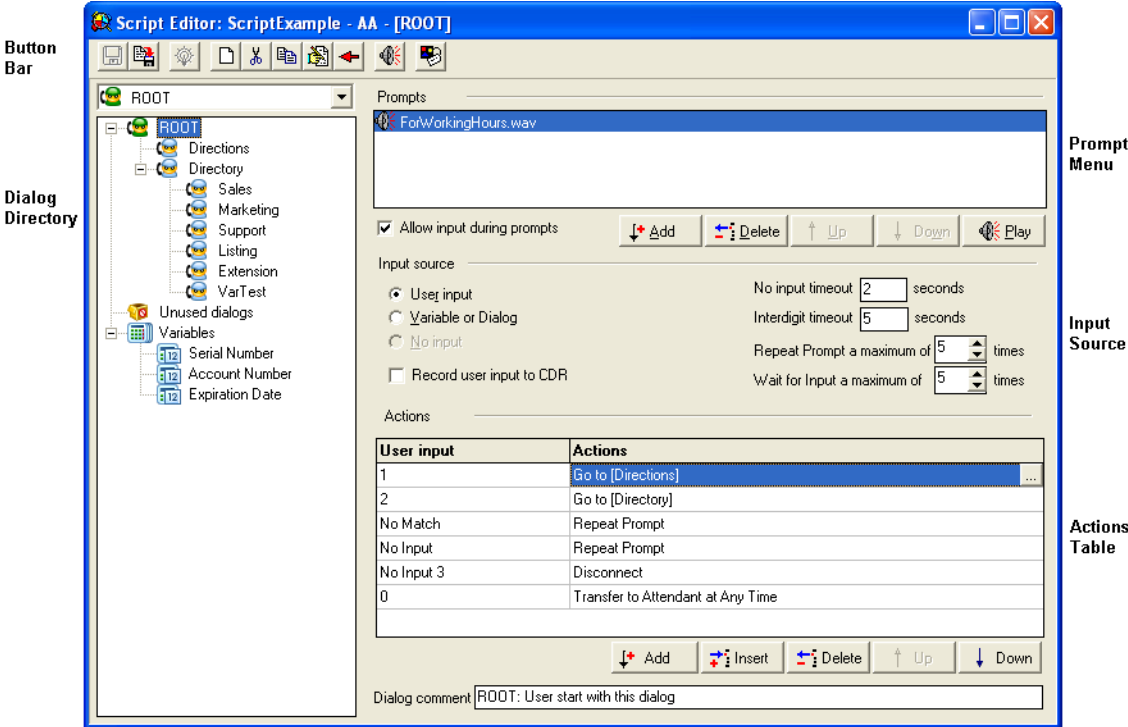 Script Editor: ScriptExample - AA - [ROOT]
Button
Bar
ROOT
ROOT
Directions
Directory
Sales
Marketing
Support
Listing
Extension
VarTest
Unused dialogs
Variables
Serial Number
Account Number
Expiration Date
Dialog
Directory
Prompts
ForWorkingHours.wav
Prompt
Menu
Allow input during prompts
Add
Delete
Up
Down
Play
Input source
User input
Variable or Dialog
No input
Record user input to CDR
No input timeout 2 seconds
Interdigit timeout 5 seconds
Repeat Prompt a maximum of 5 times
Wait for Input a maximum of 5 times
Input
Source
Actions
User input Actions
1 Go to [Directions] ...
2 Go to [Directory]
No Match Repeat Prompt
No Input Repeat Prompt
No Input 3 Disconnect
0 Transfer to Attendant at Any Time
Actions
Table
Add
Insert
Delete
Up
Down
Dialog comment ROOT: User start with this dialog